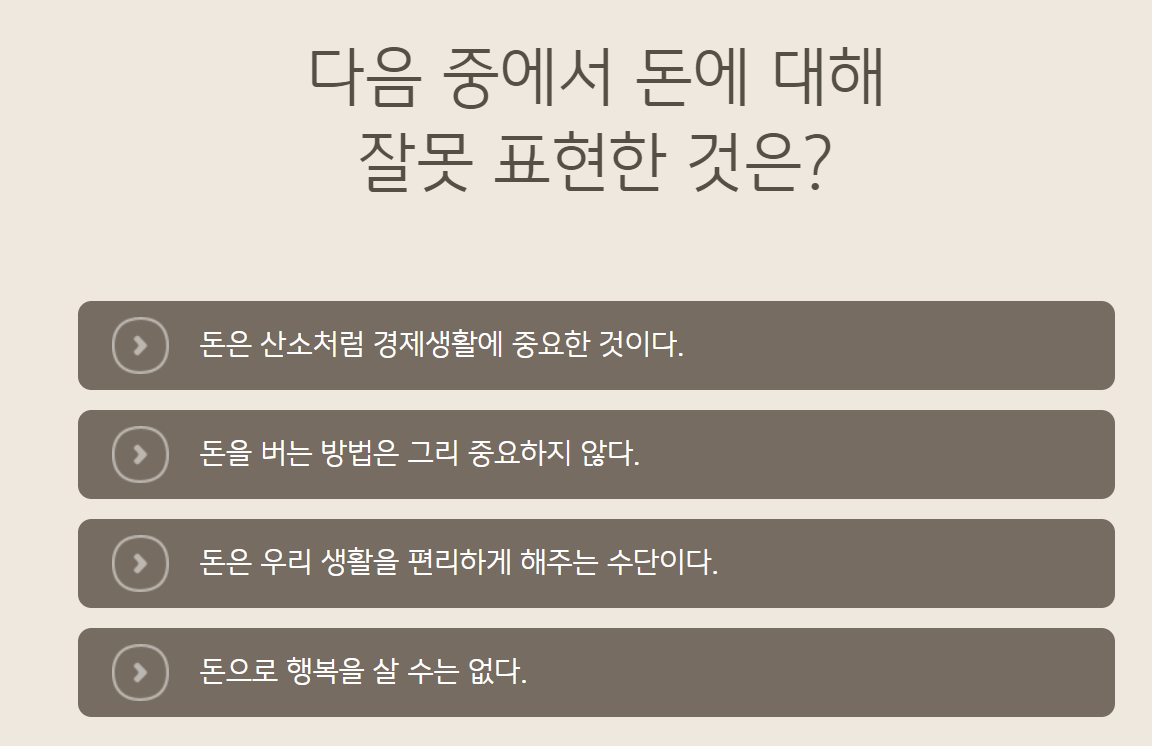 다음 중에서 돈에 대해
잘못 표현한 것은?
돈은 산소처럼 경제생활에 중요한 것이다.
돈을 버는 방법은 그리 중요하지 않다.
돈은 우리 생활을 편리하게 해주는 수단이다.
돈으로 행복을 살 수는 없다.